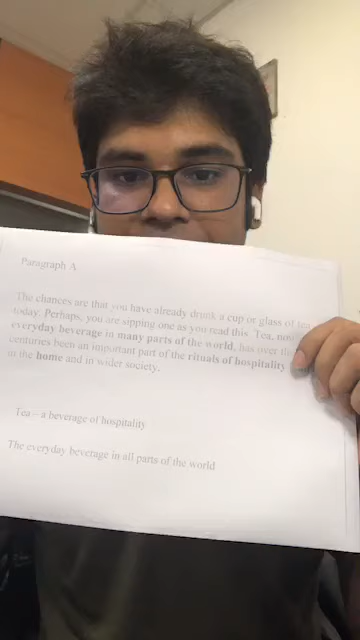 Paragraph A
The chances are that you have already drunk a cup or glass of tea
today. Perhaps, you are sipping one as you read this. Tea, now
everyday beverage in many parts of the world, has over the
centuries been an important part of the rituals of hospitality
in the home and in wider society.
Tea – a beverage of hospitality
The everyday beverage in all parts of the world